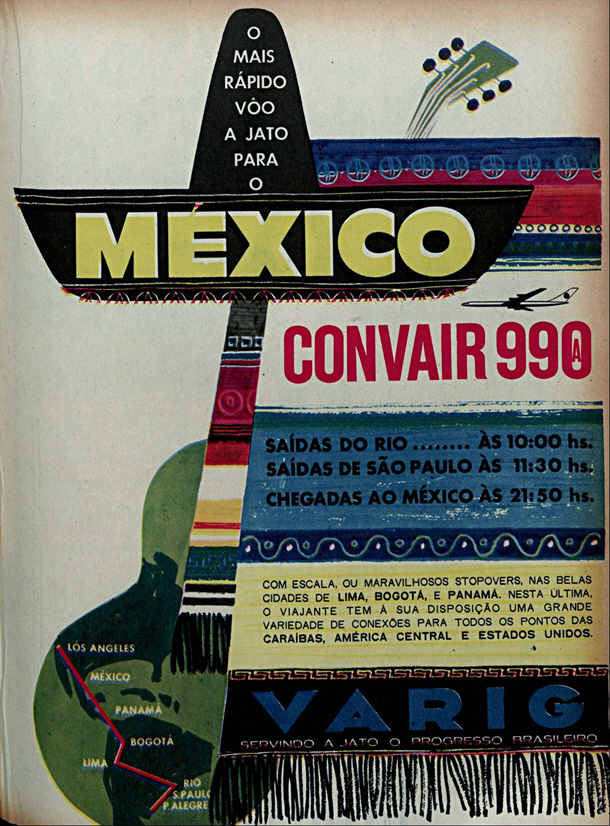 O
MAIS
RÁPIDO
VÔO
A JATO
PARA
O
MÉXICO
CONVAIR 990A
SAÍDAS DO RIO ........ ÀS 10:00 hs.
SAÍDAS DE SÃO PAULO ÀS 11:30 hs.
CHEGADAS AO MÉXICO ÀS 21:50 hs.
COM ESCALA, OU MARAVILHOSOS STOPOVERS, NAS BELAS
CIDADES DE LIMA, BOGOTÁ, E PANAMÁ. NESTA ÚLTIMA,
O VIAJANTE TEM À SUA DISPOSIÇÃO UMA GRANDE
VARIEDADE DE CONEXÕES PARA TODOS OS PONTOS DAS
CARAÍBAS, AMÉRICA CENTRAL E ESTADOS UNIDOS.
LOS ANGELES
MÉXICO
PANAMÁ
BOGOTÁ
LIMA
RIO
S.PAULO
P.ALEGRE
VARIG
SERVINDO A JATO O PROGRESSO BRASILEIRO